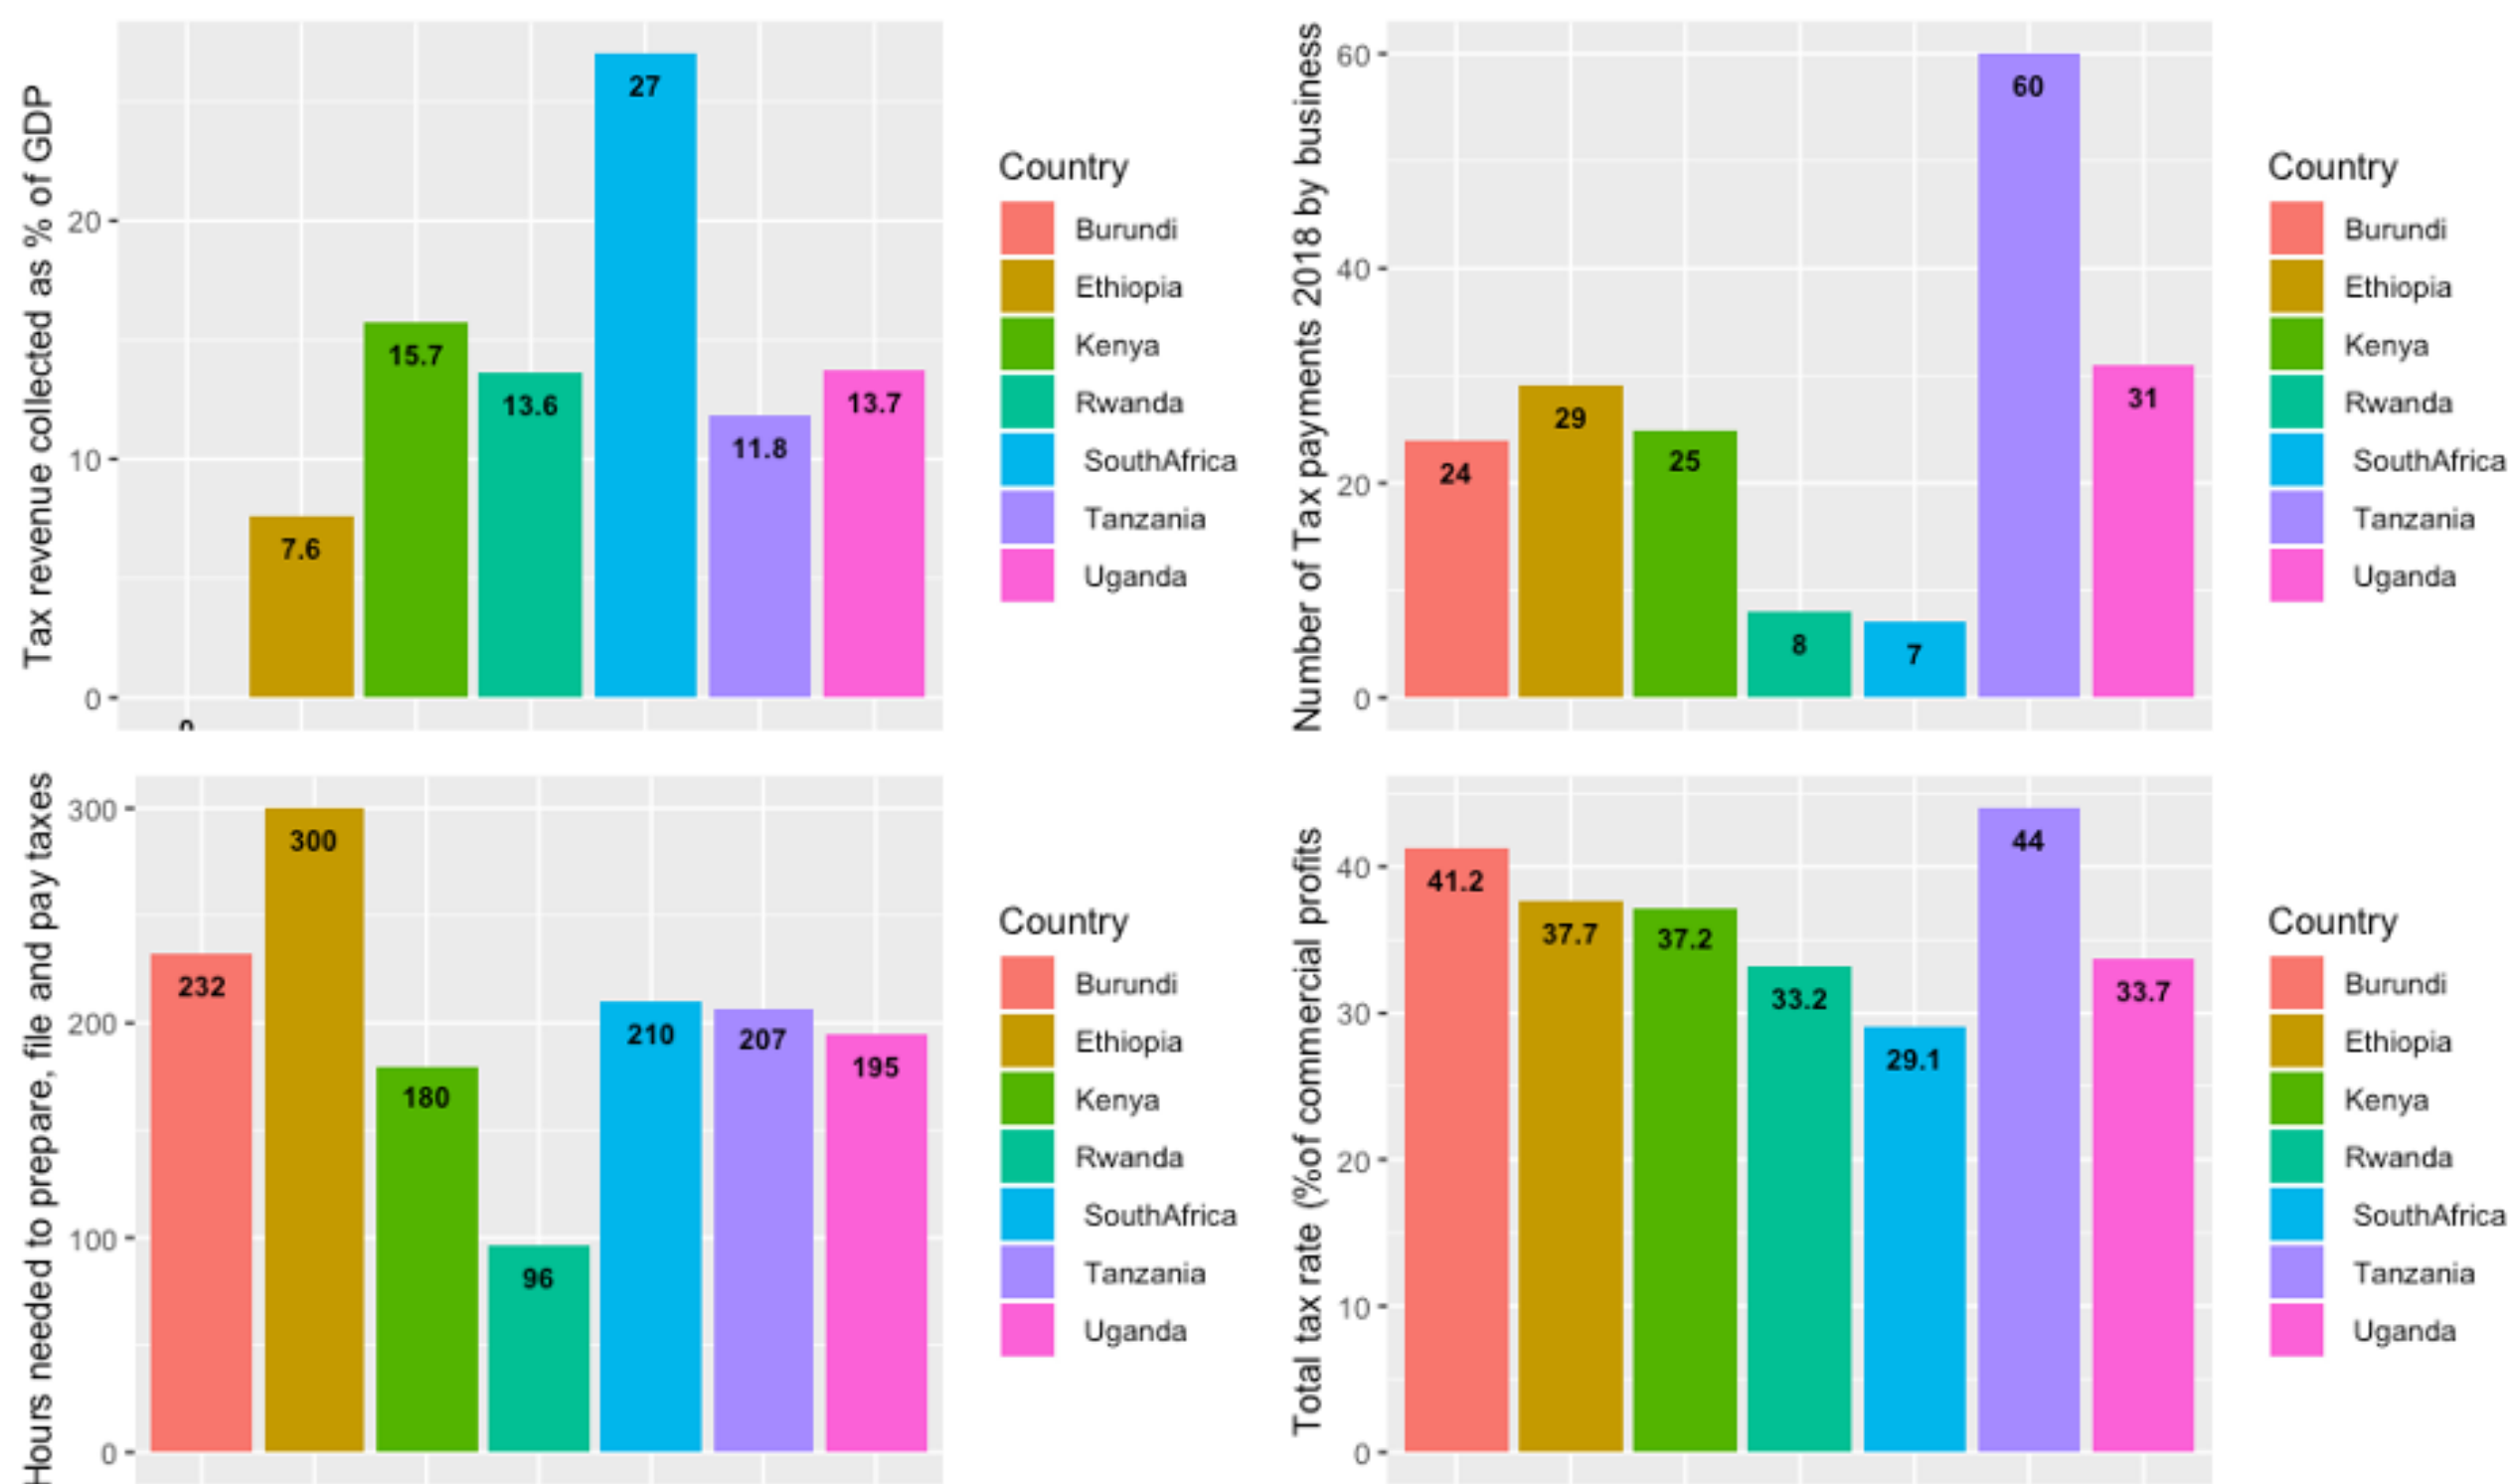 Tax revenue collected as % of GDP
20
10
0
0
7.6
15.7
13.6
27
11.8
13.7
Country
Burundi
Ethiopia
Kenya
Rwanda
SouthAfrica
Tanzania
Uganda
Number of Tax payments 2018 by business
60
40
20
0
24
29
25
8
7
60
31
Country
Burundi
Ethiopia
Kenya
Rwanda
SouthAfrica
Tanzania
Uganda
Hours needed to prepare, file and pay taxes
300
200
100
0
232
300
180
96
210
207
195
Country
Burundi
Ethiopia
Kenya
Rwanda
SouthAfrica
Tanzania
Uganda
Total tax rate (%of commercial profits
40
30
20
10
0
41.2
37.7
37.2
33.2
29.1
44
33.7
Country
Burundi
Ethiopia
Kenya
Rwanda
SouthAfrica
Tanzania
Uganda